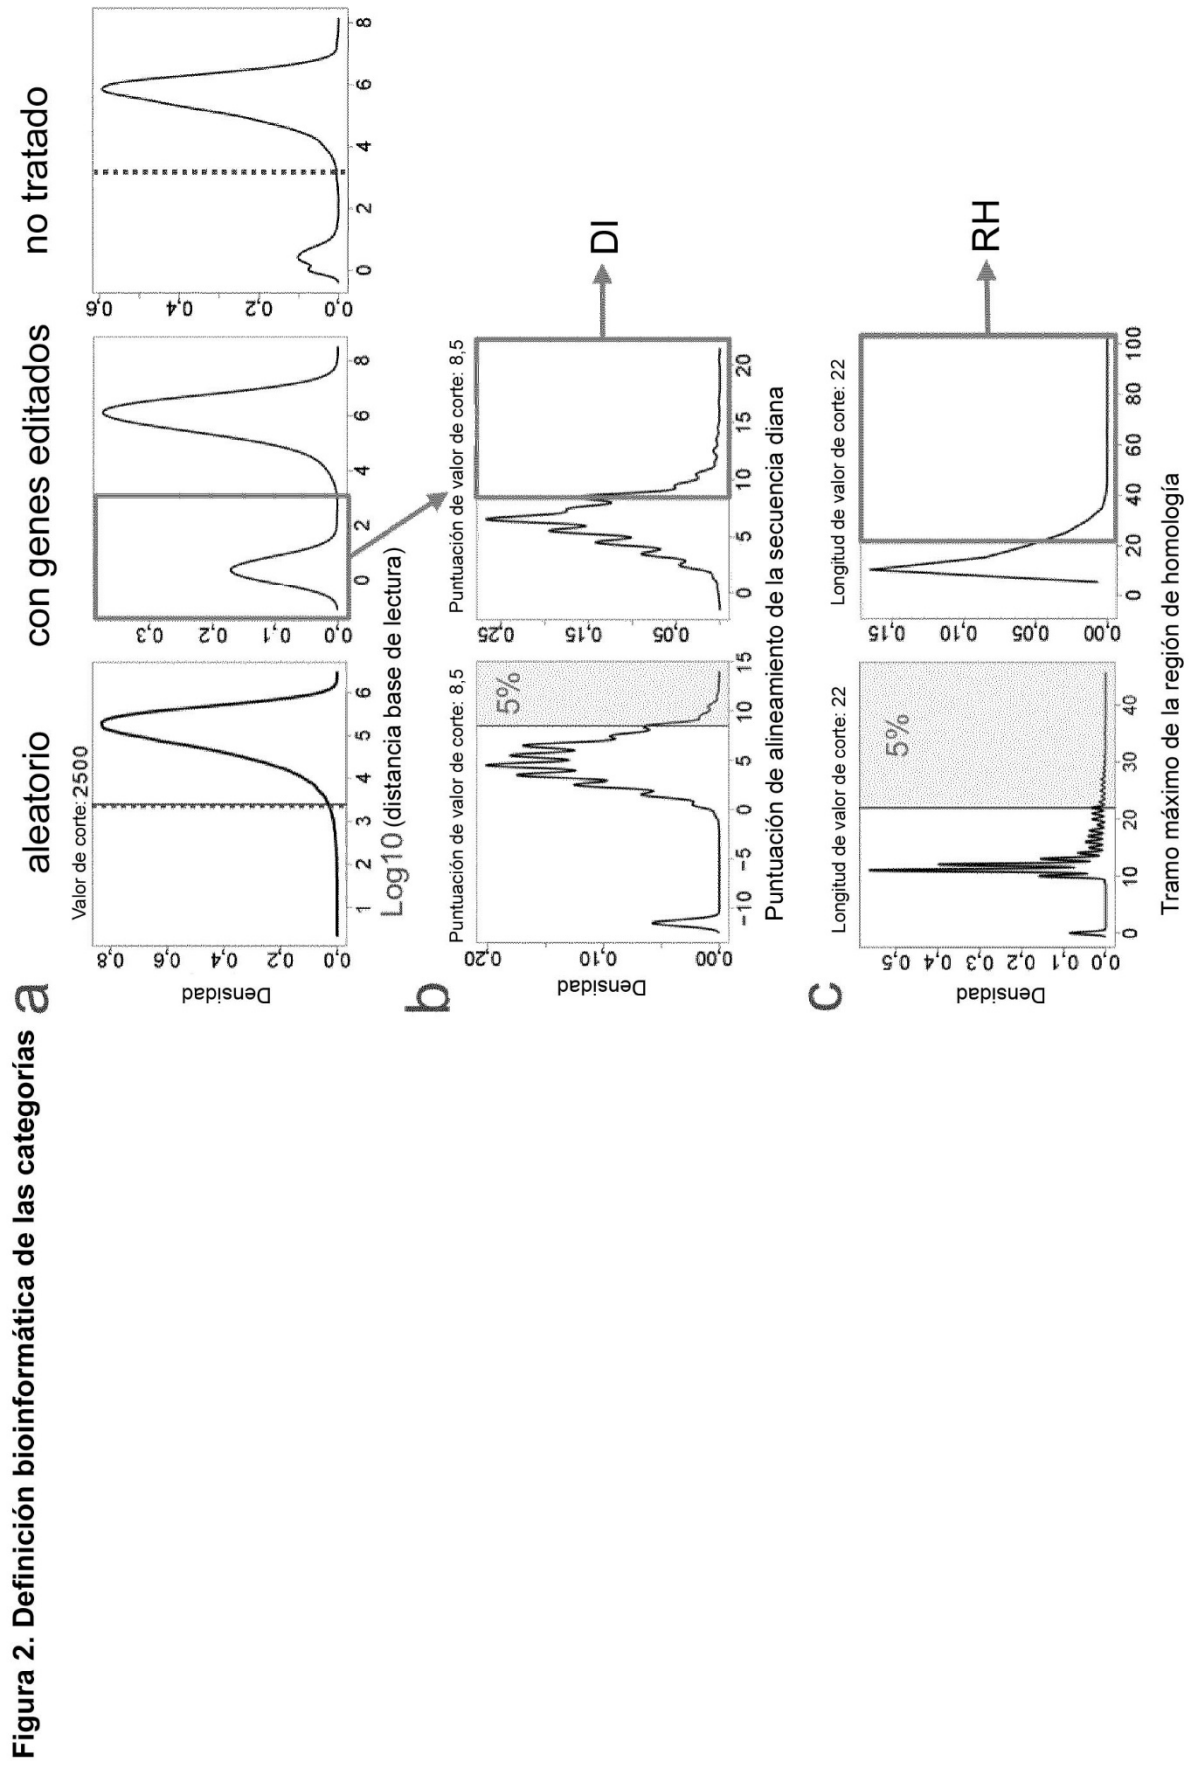 Figura 2. Definición bioinformática de las categorías
a
aleatorio
con genes editados
no tratado
Valor de corte: 2500
Densidad
0,0 0,2 0,4 0,6 0,8
1 2 3 4 5 6
0,0 0,1 0,2 0,3
0 2 4 6 8
0,0 0,2 0,4 0,6
0 2 4 6 8
Log10 (distancia base de lectura)
b
Puntuación de valor de corte: 8,5
5%
Densidad
0,00 0,10 0,20
−10 −5 0 5 10 15
Puntuación de valor de corte: 8,5
0,05 0,15 0,25
0 5 10 15 20
DI
Puntuación de alineamiento de la secuencia diana
c
Longitud de valor de corte: 22
5%
Densidad
0,0 0,1 0,2 0,3 0,4 0,5
0 10 20 30 40
Longitud de valor de corte: 22
0,00 0,05 0,10 0,15
0 20 40 60 80 100
RH
Tramo máximo de la región de homología